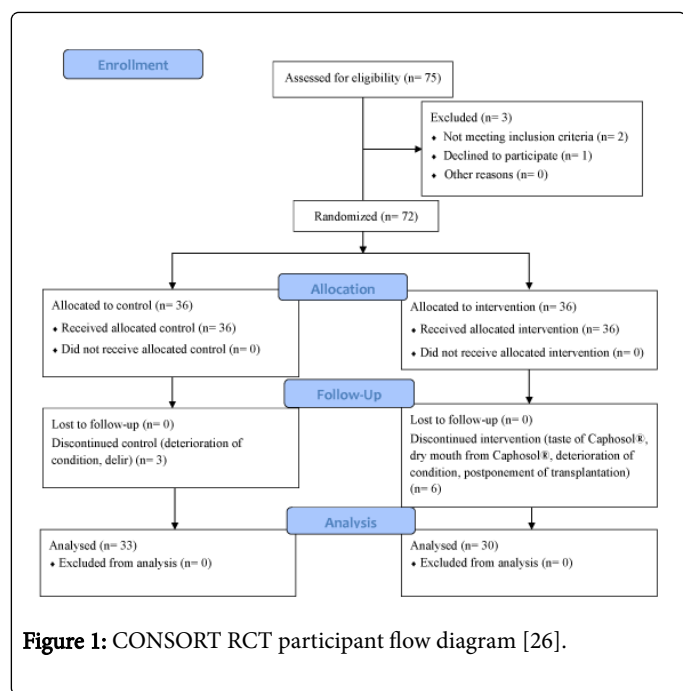 Enrollment
Assessed for eligibility (n= 75)
Excluded (n= 3)
♦ Not meeting inclusion criteria (n= 2)
♦ Declined to participate (n= 1)
♦ Other reasons (n= 0)
Randomized (n= 72)
Allocation
Allocated to control (n= 36)
♦ Received allocated control (n= 36)
♦ Did not receive allocated control (n= 0)
Allocated to intervention (n= 36)
♦ Received allocated intervention (n= 36)
♦ Did not receive allocated intervention (n= 0)
Follow-Up
Lost to follow-up (n= 0)
Discontinued control (deterioration of
condition, delir) (n= 3)
Lost to follow-up (n= 0)
Discontinued intervention (taste of Caphosol®,
dry mouth from Caphosol®, deterioration of
condition, postponement of transplantation)
(n= 6)
Analysis
Analysed (n= 33)
♦ Excluded from analysis (n= 0)
Analysed (n= 30)
♦ Excluded from analysis (n= 0)
Figure 1: CONSORT RCT participant flow diagram [26].